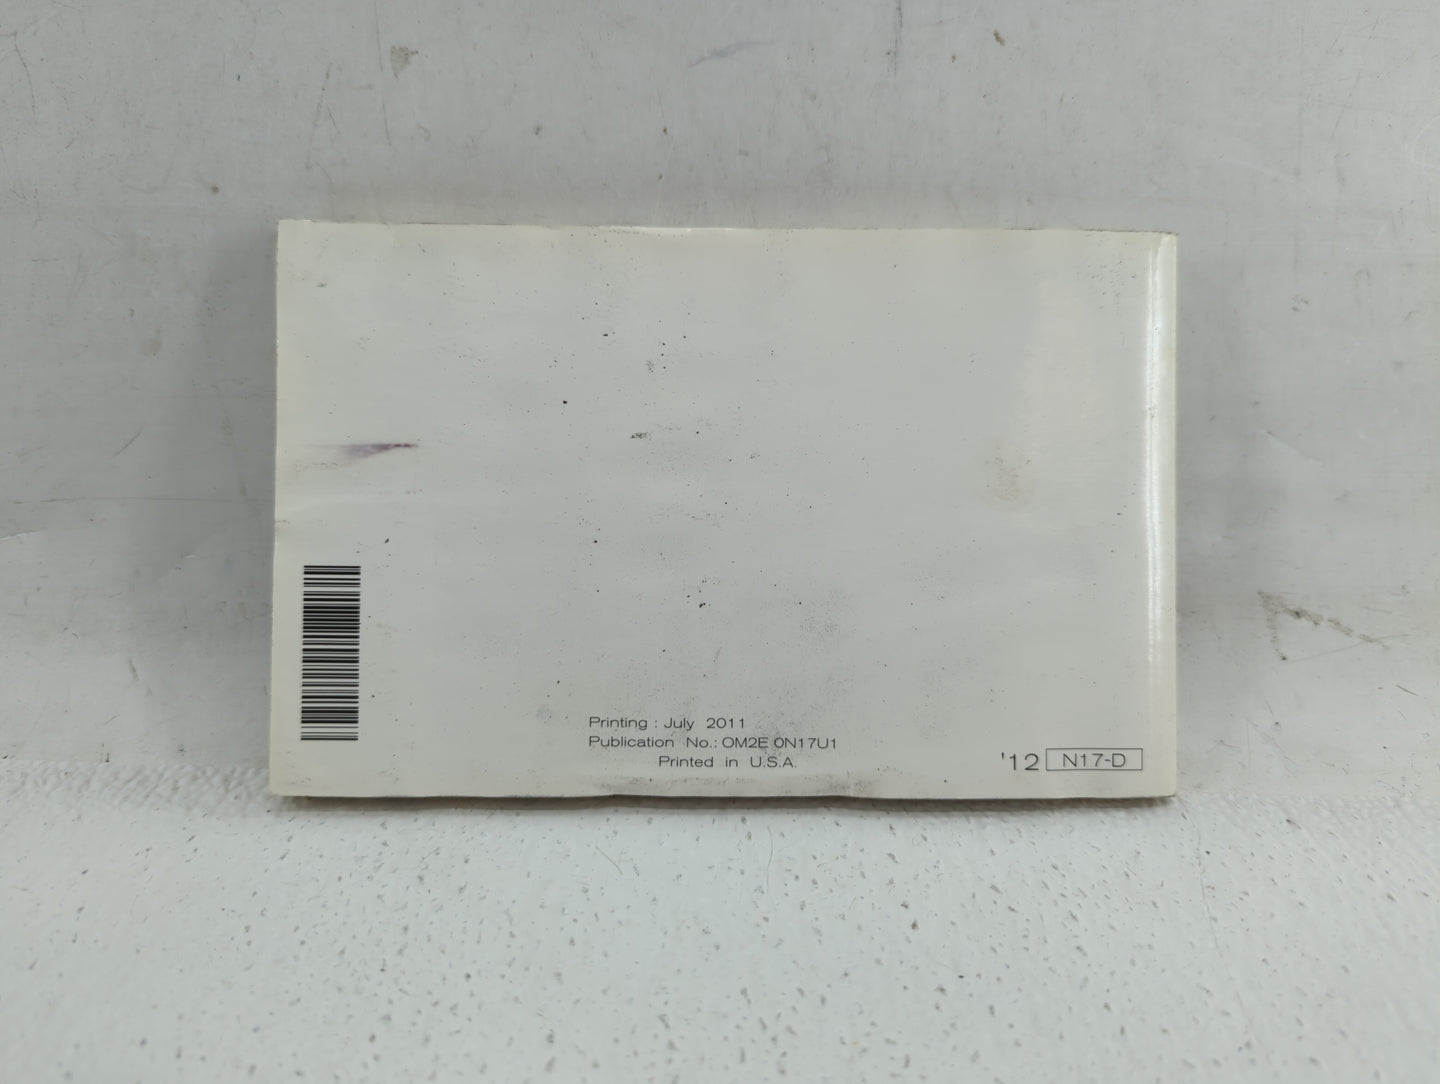 Printing : July 2011
Publication No.: OM2E 0N17U1
Printed in U.S.A.
'12 N17-D